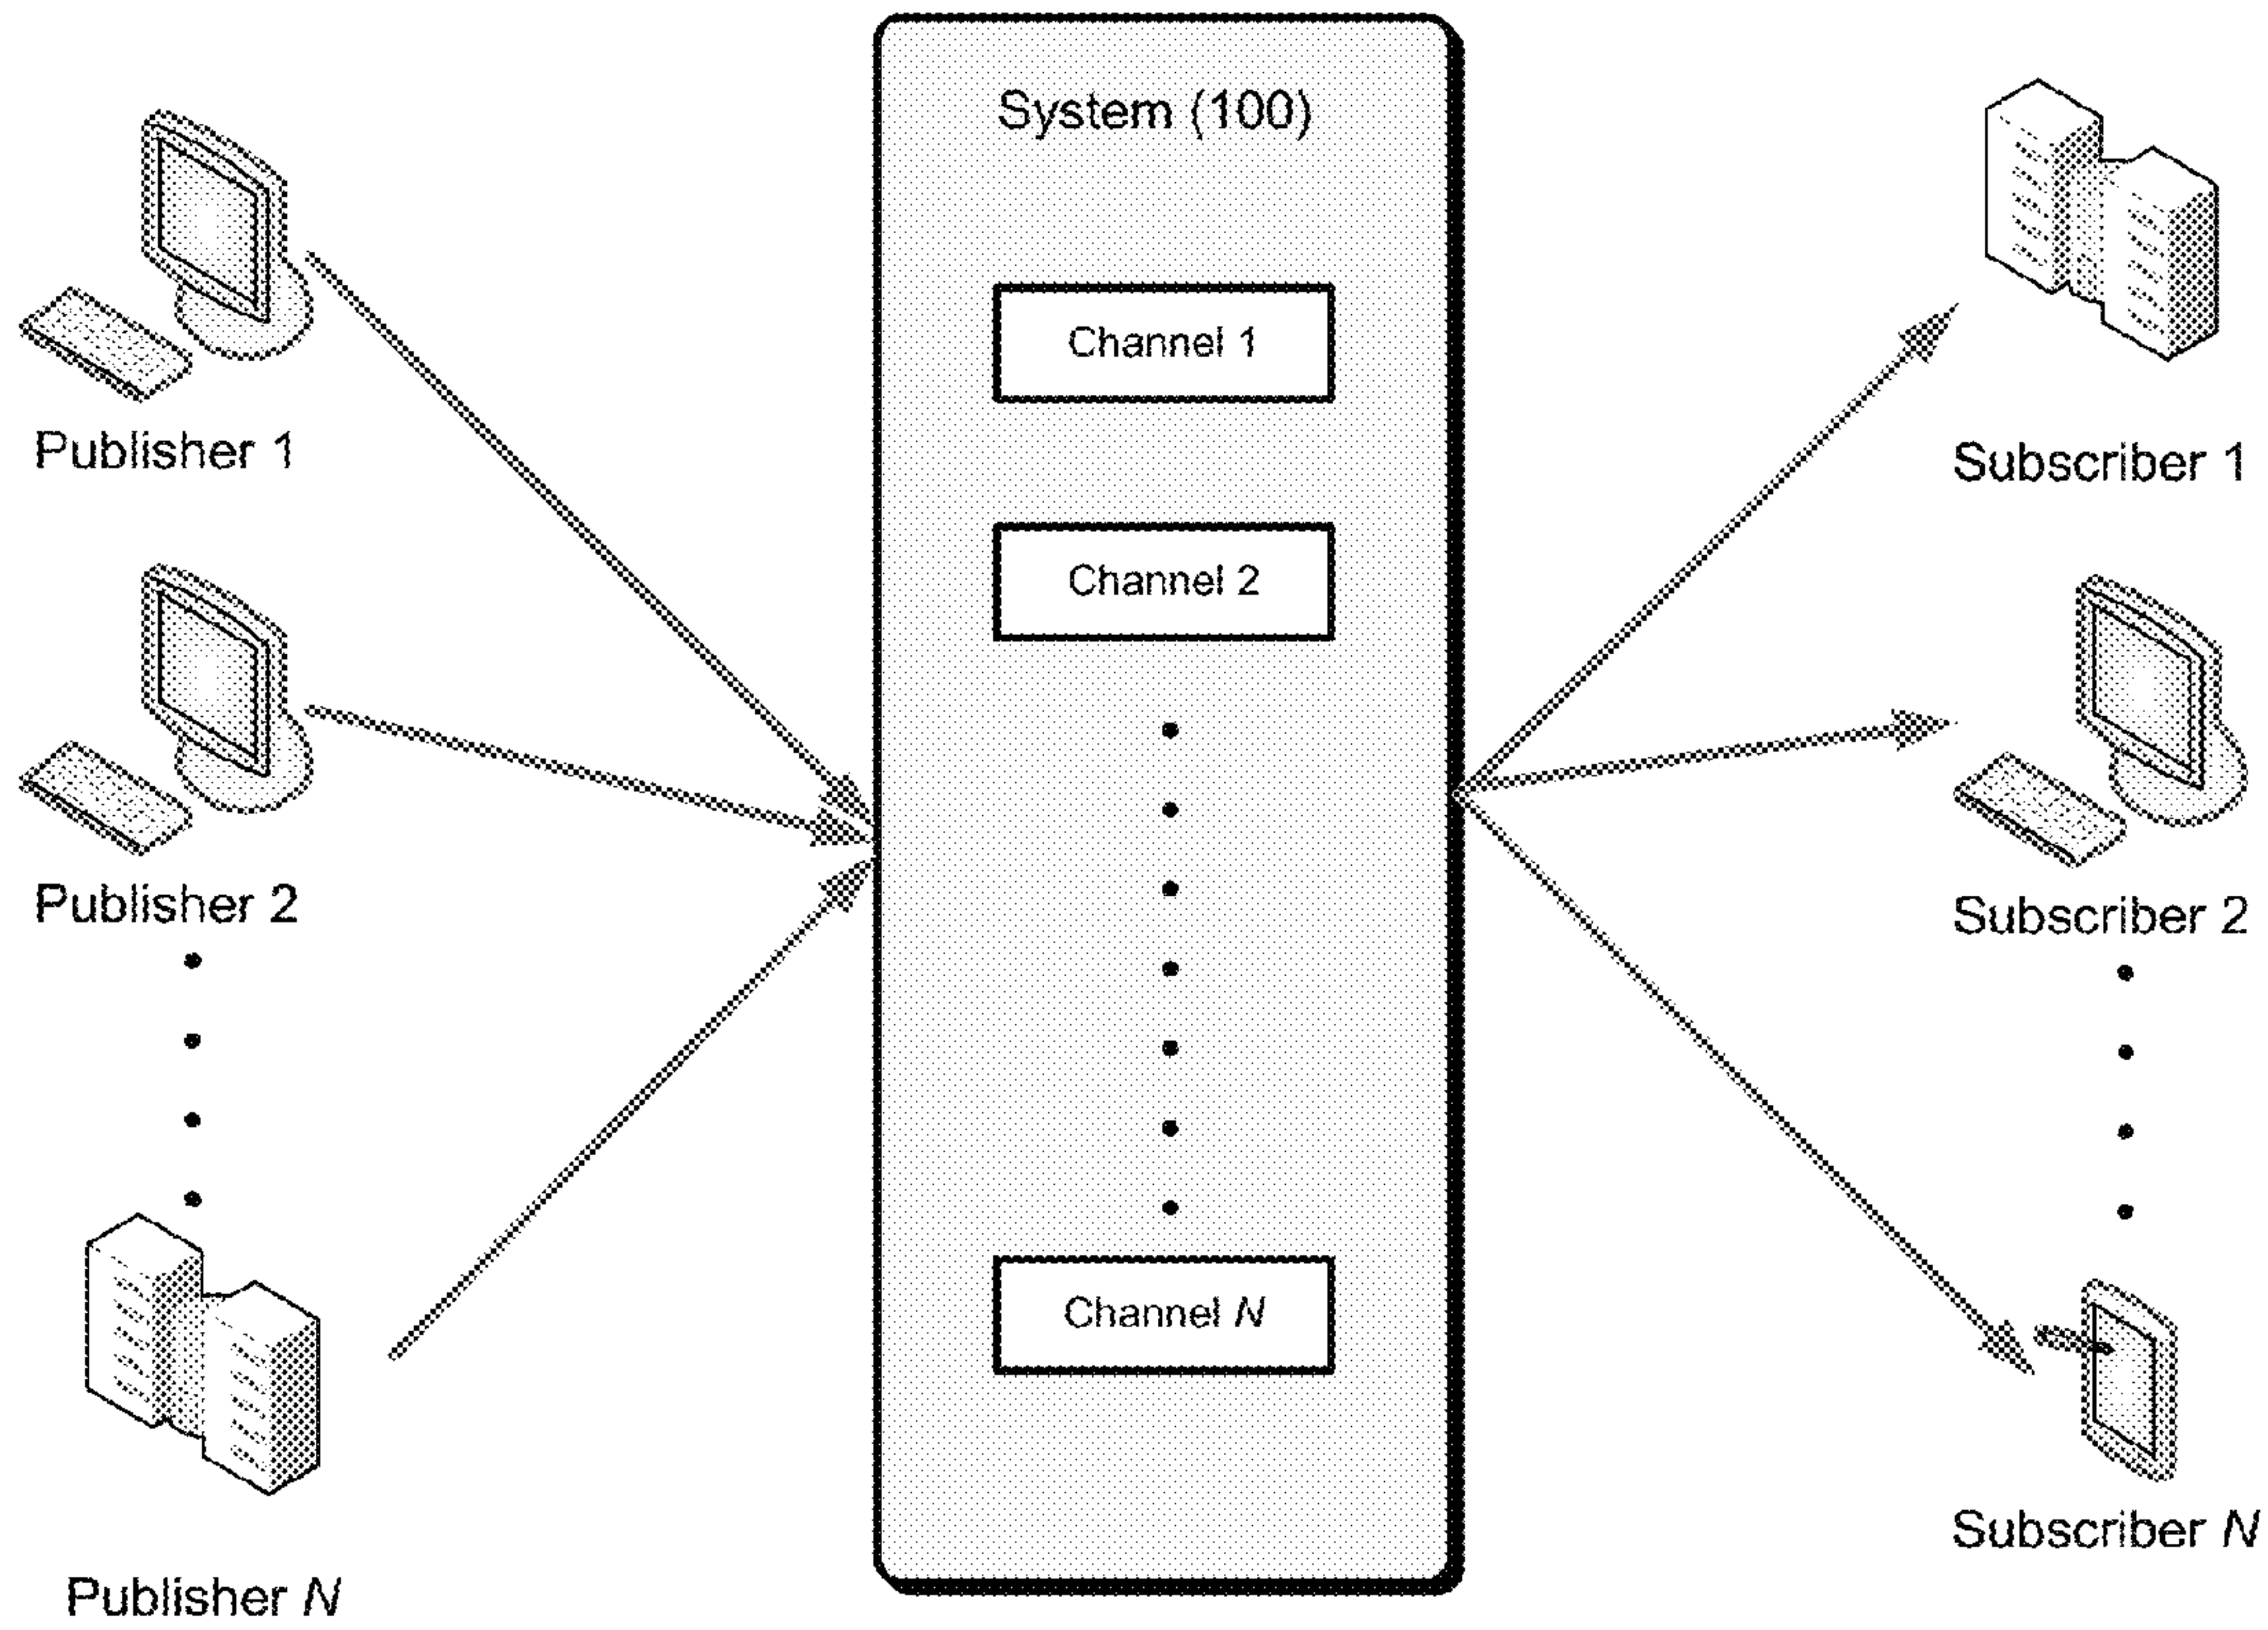 System (100)
Publisher 1
Publisher 2
Publisher N
Channel 1
Channel 2
Channel N
Subscriber 1
Subscriber 2
Subscriber N